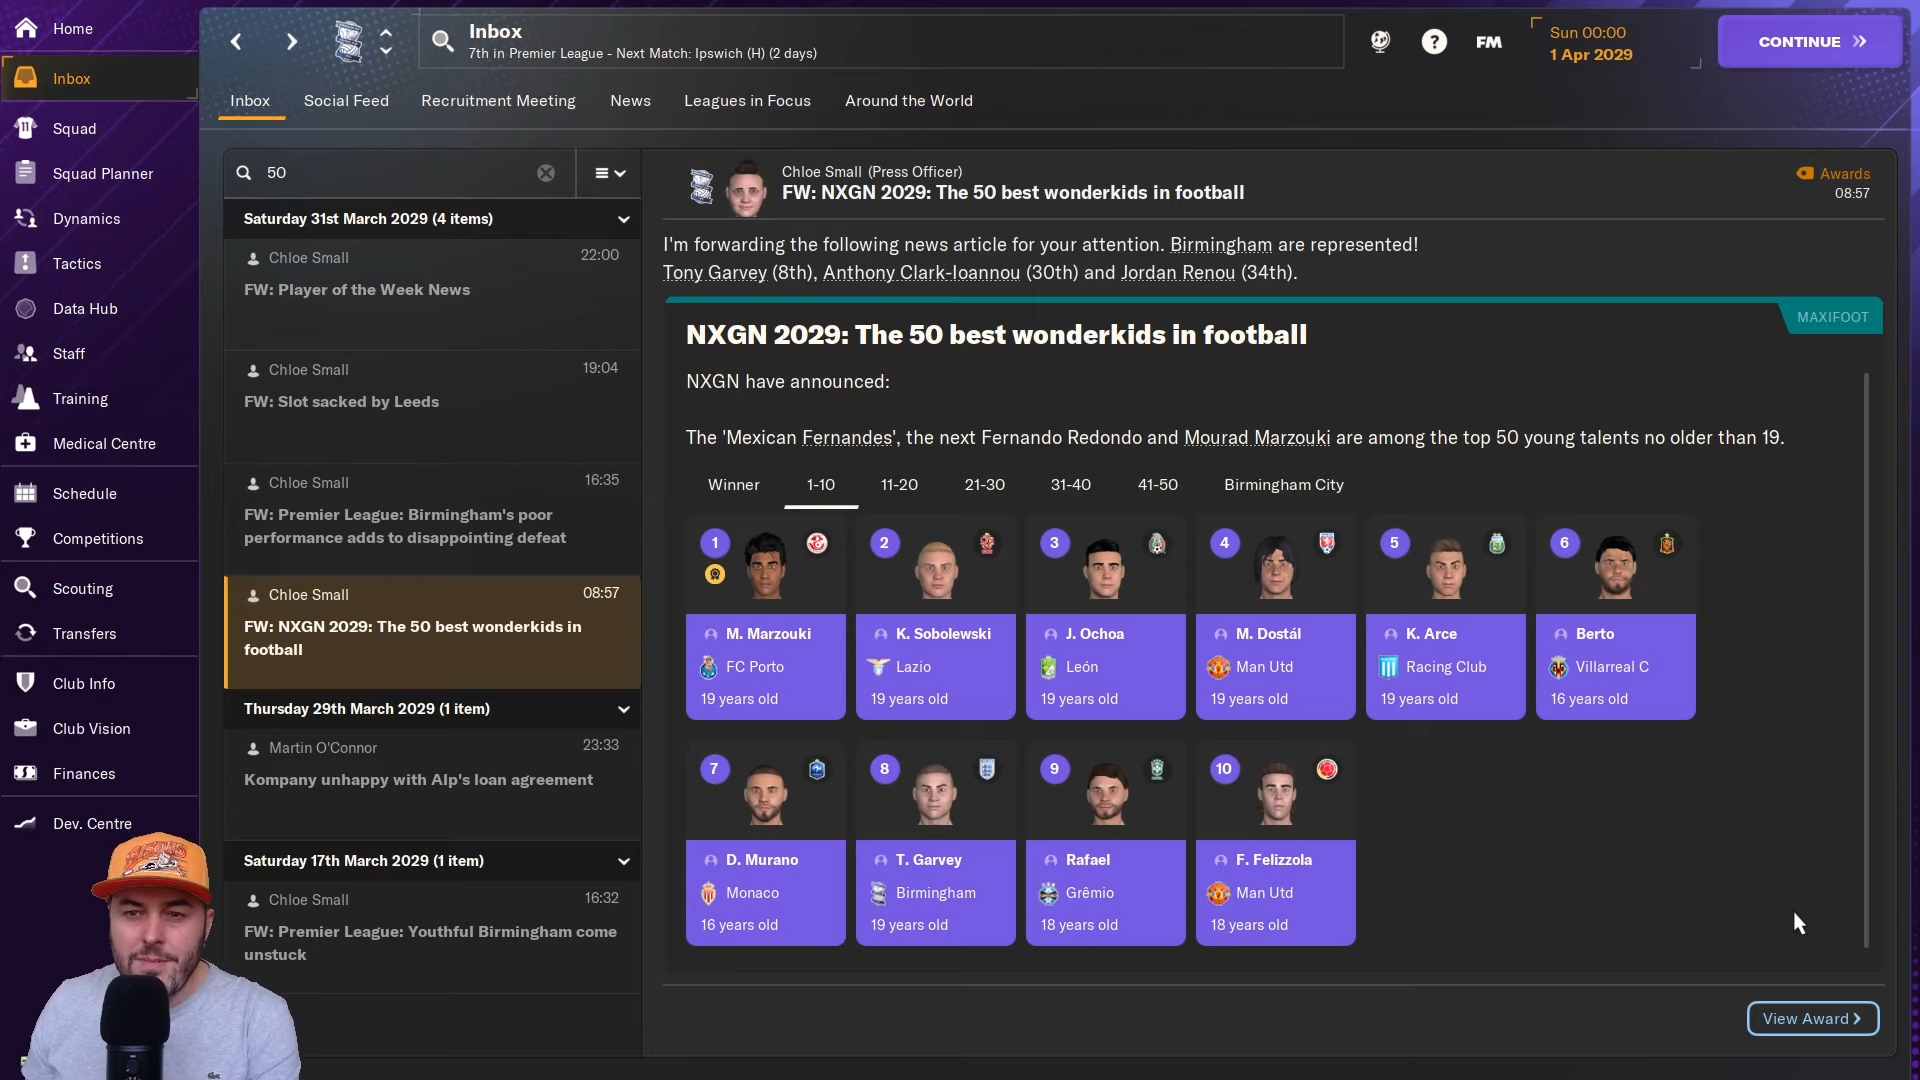 Home
Inbox
Squad
Squad Planner
Dynamics
Tactics
Data Hub
Staff
Training
Medical Centre
Schedule
Competitions
Scouting
Transfers
Club Info
Club Vision
Finances
Dev. Centre
Inbox
7th in Premier League - Next Match: Ipswich (H) (2 days)
?
FM
Sun 00:00
1 Apr 2029
CONTINUE
Inbox Social Feed Recruitment Meeting News Leagues in Focus Around the World
50
Saturday 31st March 2029 (4 items)
Chloe Small 22:00
FW: Player of the Week News
Chloe Small 19:04
FW: Slot sacked by Leeds
Chloe Small 16:35
FW: Premier League: Birmingham's poor
performance adds to disappointing defeat
Chloe Small 08:57
FW: NXGN 2029: The 50 best wonderkids in
football
Thursday 29th March 2029 (1 item)
Martin O'Connor 23:33
Kompany unhappy with Alp's loan agreement
Saturday 17th March 2029 (1 item)
Chloe Small 16:32
FW: Premier League: Youthful Birmingham come
unstuck
Chloe Small (Press Officer)
FW: NXGN 2029: The 50 best wonderkids in football
Awards
08:57
I'm forwarding the following news article for your attention. Birmingham are represented!
Tony Garvey (8th), Anthony Clark-Ioannou (30th) and Jordan Renou (34th).
MAXIFOOT
NXGN 2029: The 50 best wonderkids in football
NXGN have announced:
The 'Mexican Fernandes', the next Fernando Redondo and Mourad Marzouki are among the top 50 young talents no older than 19.
Winner 1-10 11-20 21-30 31-40 41-50 Birmingham City
1 2 3 4 5 6
M. Marzouki K. Sobolewski J. Ochoa M. Dostál K. Arce Berto
FC Porto Lazio León Man Utd Racing Club Villarreal C
19 years old 19 years old 19 years old 19 years old 19 years old 16 years old
7 8 9 10
D. Murano T. Garvey Rafael F. Felizzola
Monaco Birmingham Grêmio Man Utd
16 years old 19 years old 18 years old 18 years old
View Award